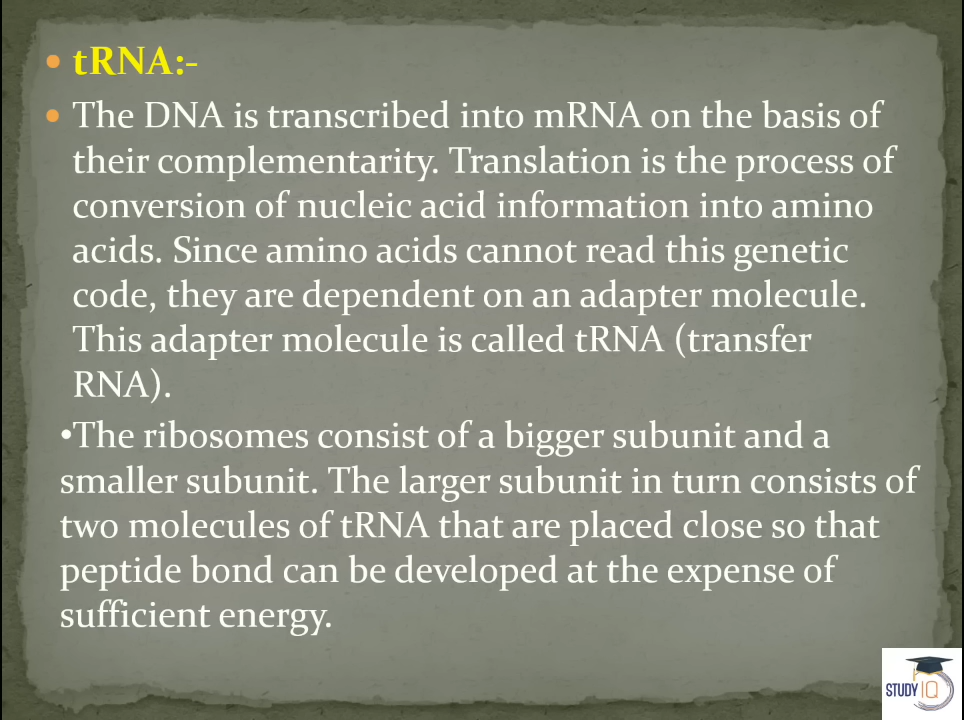 • tRNA:-
• The DNA is transcribed into mRNA on the basis of
their complementarity. Translation is the process of
conversion of nucleic acid information into amino
acids. Since amino acids cannot read this genetic
code, they are dependent on an adapter molecule.
This adapter molecule is called tRNA (transfer
RNA).
•The ribosomes consist of a bigger subunit and a
smaller subunit. The larger subunit in turn consists of
two molecules of tRNA that are placed close so that
peptide bond can be developed at the expense of
sufficient energy.
STUDY IQ